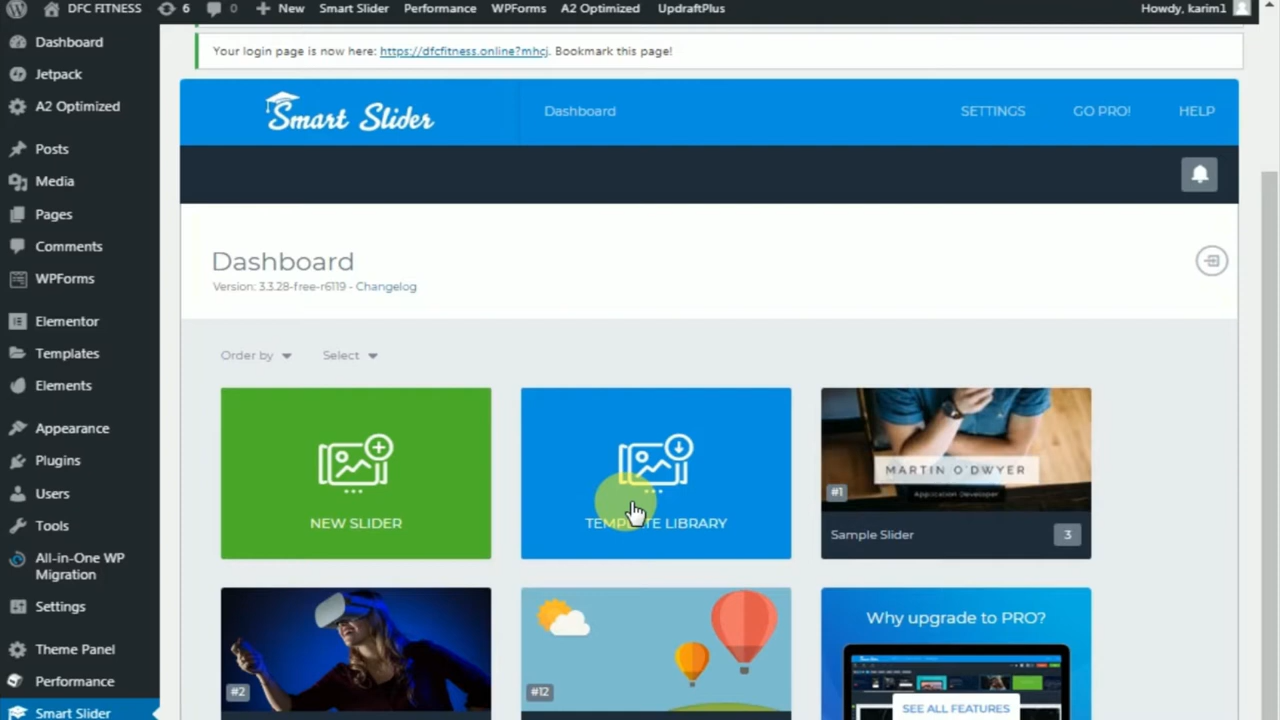 DFC FITNESS 6 0 New Smart Slider Performance WPForms A2 Optimized UpdraftPlus Howdy, karim1
Dashboard
Jetpack
A2 Optimized
Posts
Media
Pages
Comments
WPForms
Elementor
Templates
Elements
Appearance
Plugins
Users
Tools
All-in-One WP
Migration
Settings
Theme Panel
Performance
Smart Slider
Your login page is now here: https://dfcfitness.online?mhcj. Bookmark this page!
Smart Slider Dashboard SETTINGS GO PRO! HELP
Dashboard
Version: 3.3.28-free-r6119 - Changelog
Order by Select
NEW SLIDER
TEMPLATE LIBRARY
MARTIN O'DWYER
Application Developer
#1
Sample Slider 3
#2
#12
Why upgrade to PRO?
SEE ALL FEATURES